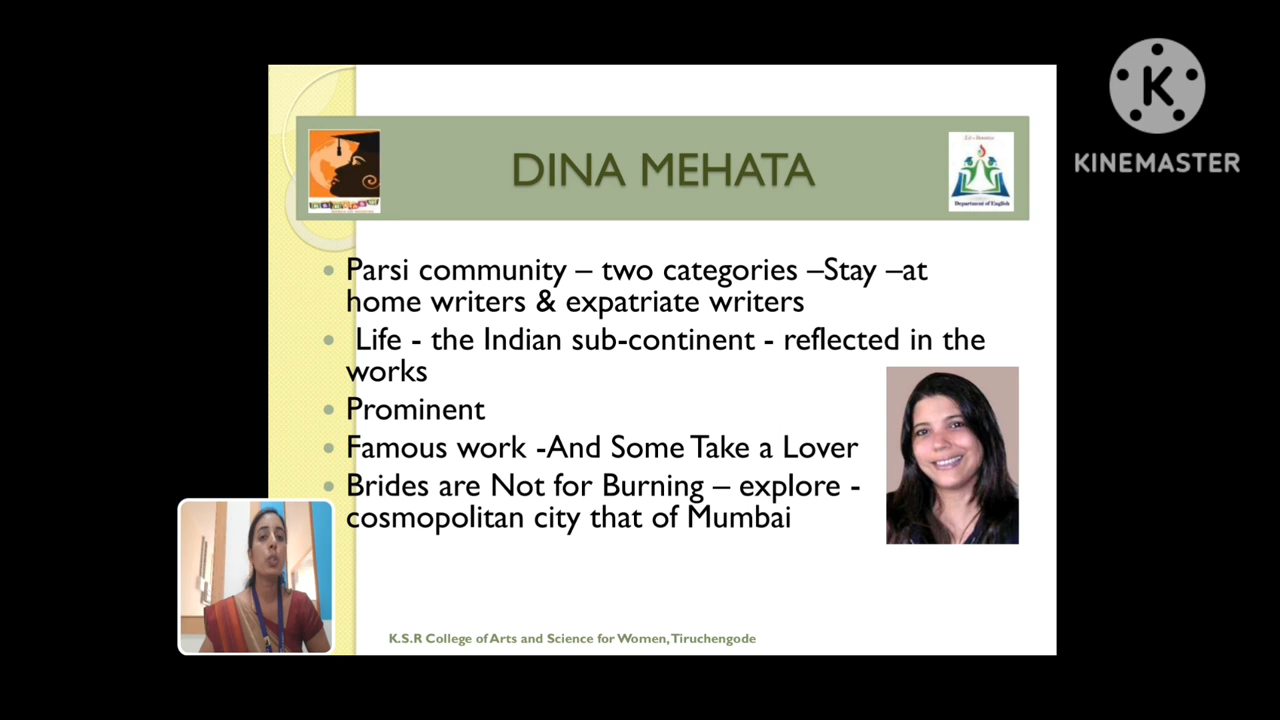 K
KINEMASTER
DINA MEHATA
Department of English
• Parsi community – two categories –Stay –at
home writers & expatriate writers
• Life - the Indian sub-continent - reflected in the
works
• Prominent
• Famous work -And Some Take a Lover
• Brides are Not for Burning – explore -
cosmopolitan city that of Mumbai
K.S.R College of Arts and Science for Women, Tiruchengode